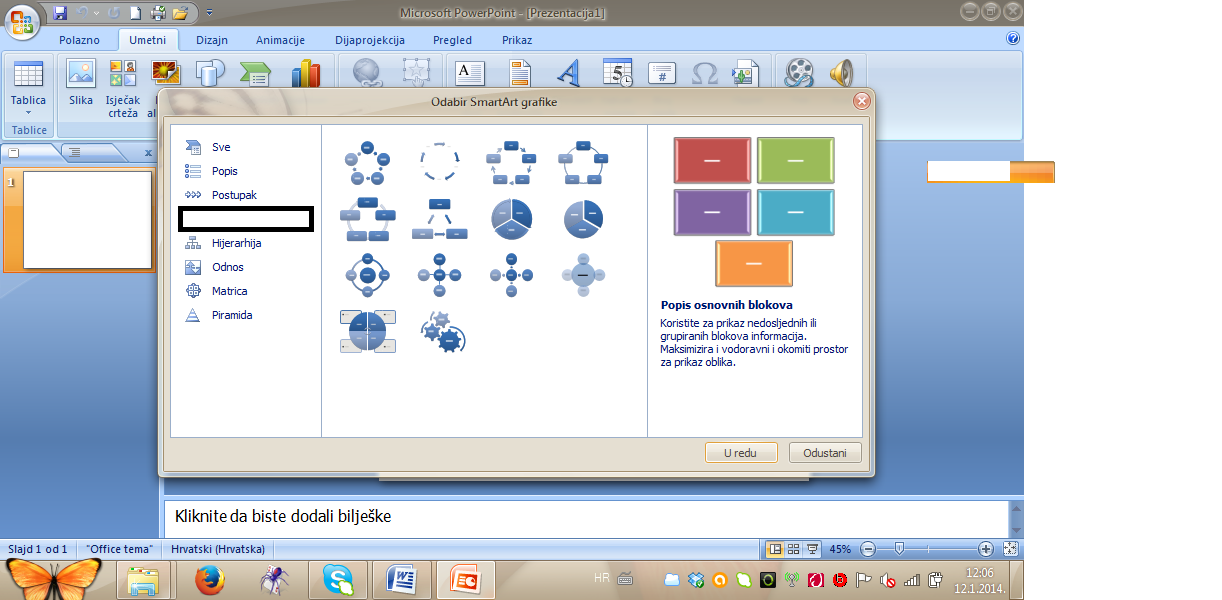 Microsoft PowerPoint - [Prezentacija1]
Polazno Umetni Dizajn Animacije Dijaprojekcija Pregled Prikaz
Tablica
Slika
Isječak
crteža
Tablice
Odabir SmartArt grafike
Sve
Popis
Postupak
Hijerarhija
Odnos
Matrica
Piramida
Popis osnovnih blokova
Koristite za prikaz nedosljednih ili
grupiranih blokova informacija.
Maksimizira i vodoravni i okomiti prostor
za prikaz oblika.
U redu
Odustani
1
Kliknite da biste dodali bilješke
Slajd 1 od 1
"Office tema"
Hrvatski (Hrvatska)
45%
HR
12:06
12.1.2014.